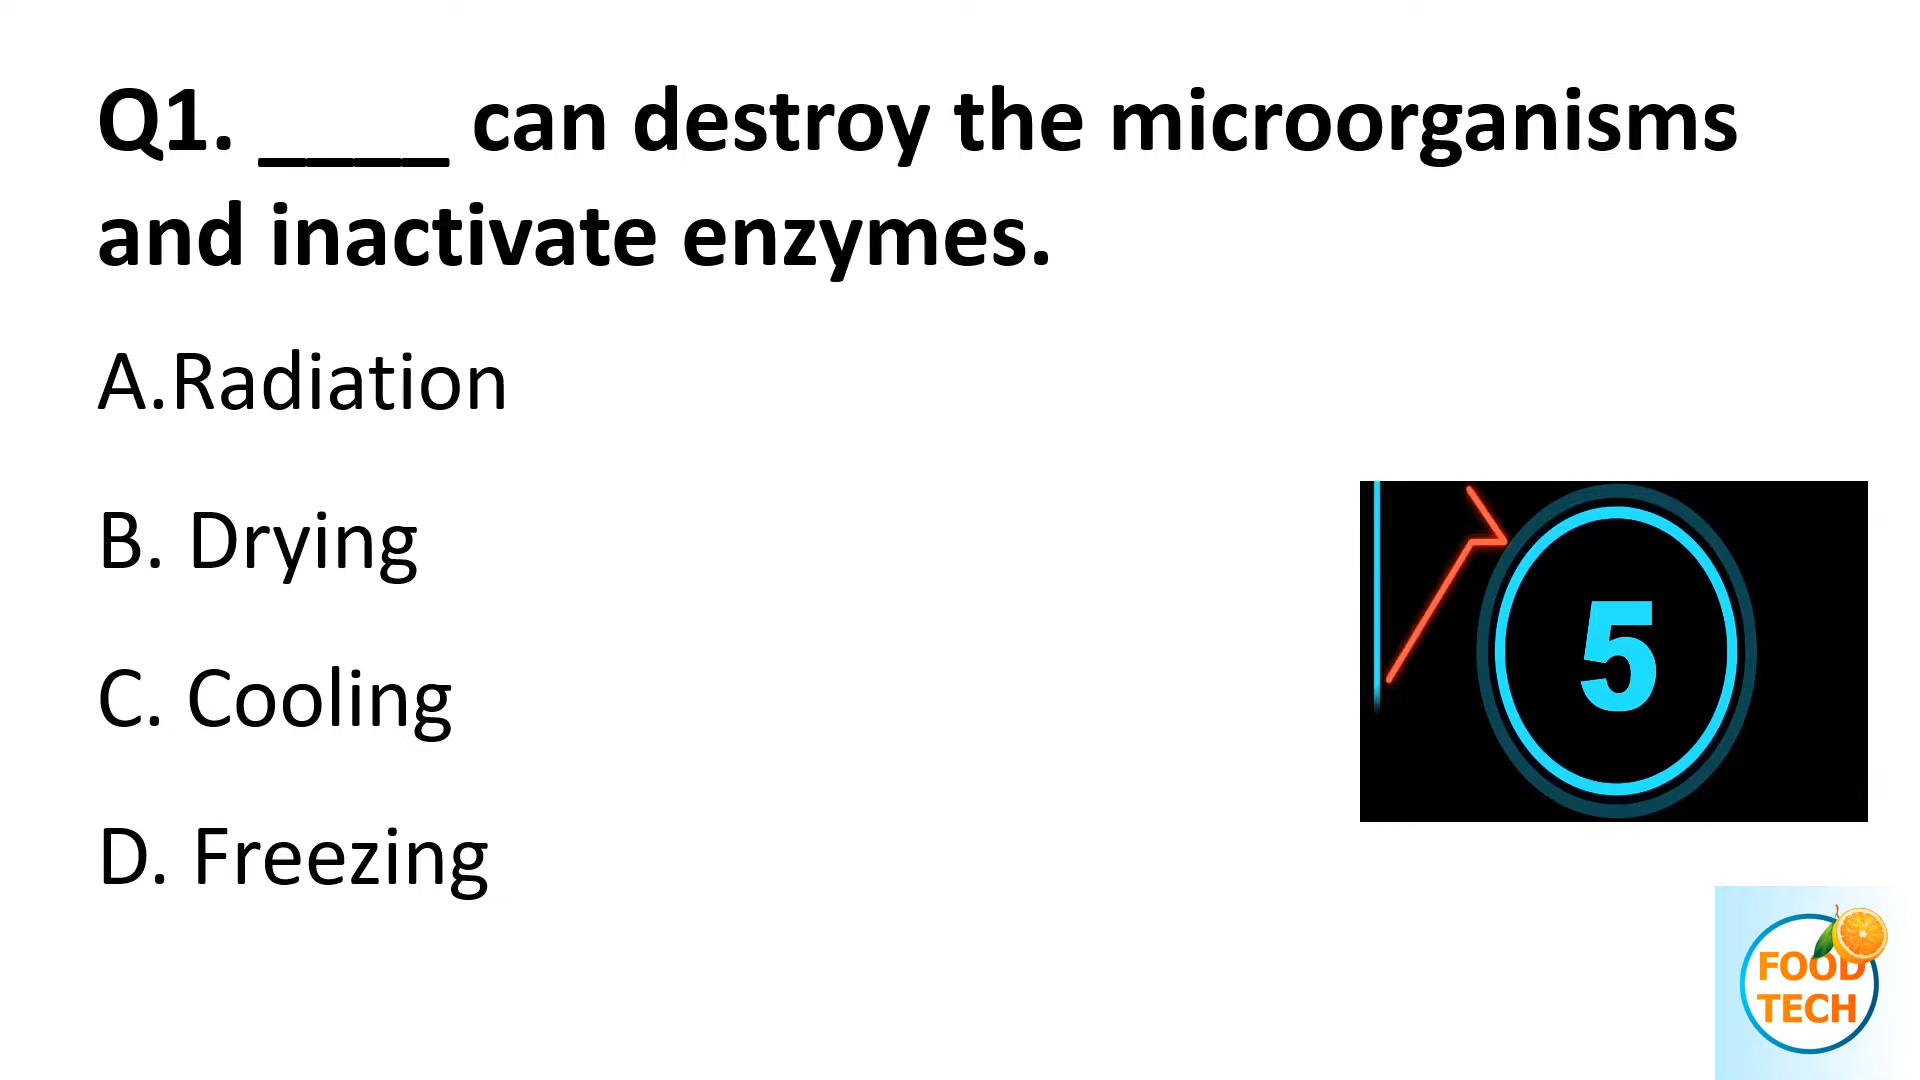 Q1. ____ can destroy the microorganisms
and inactivate enzymes.
A.Radiation
B. Drying
C. Cooling
D. Freezing
5
FOOD
TECH